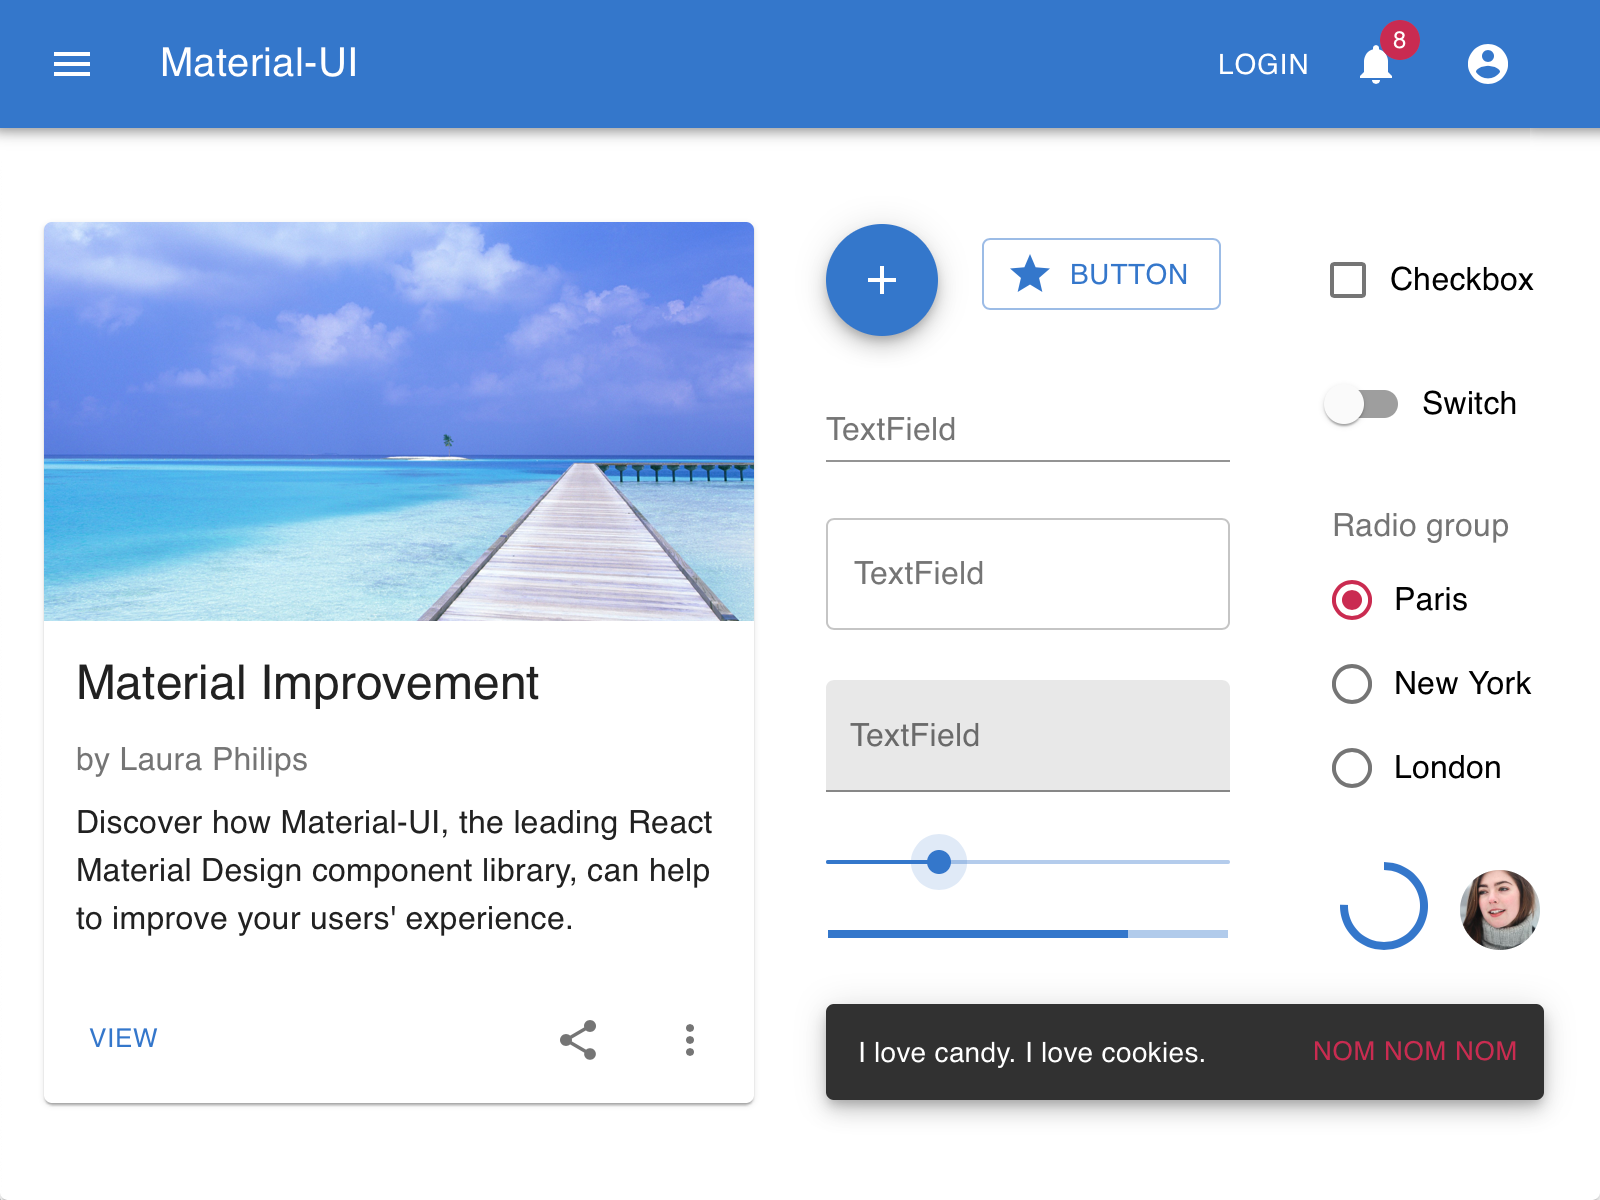 Material-UI
LOGIN
8
Material Improvement
by Laura Philips
Discover how Material-UI, the leading React
Material Design component library, can help
to improve your users' experience.
VIEW
BUTTON
TextField
TextField
TextField
Checkbox
Switch
Radio group
Paris
New York
London
I love candy. I love cookies.
NOM NOM NOM